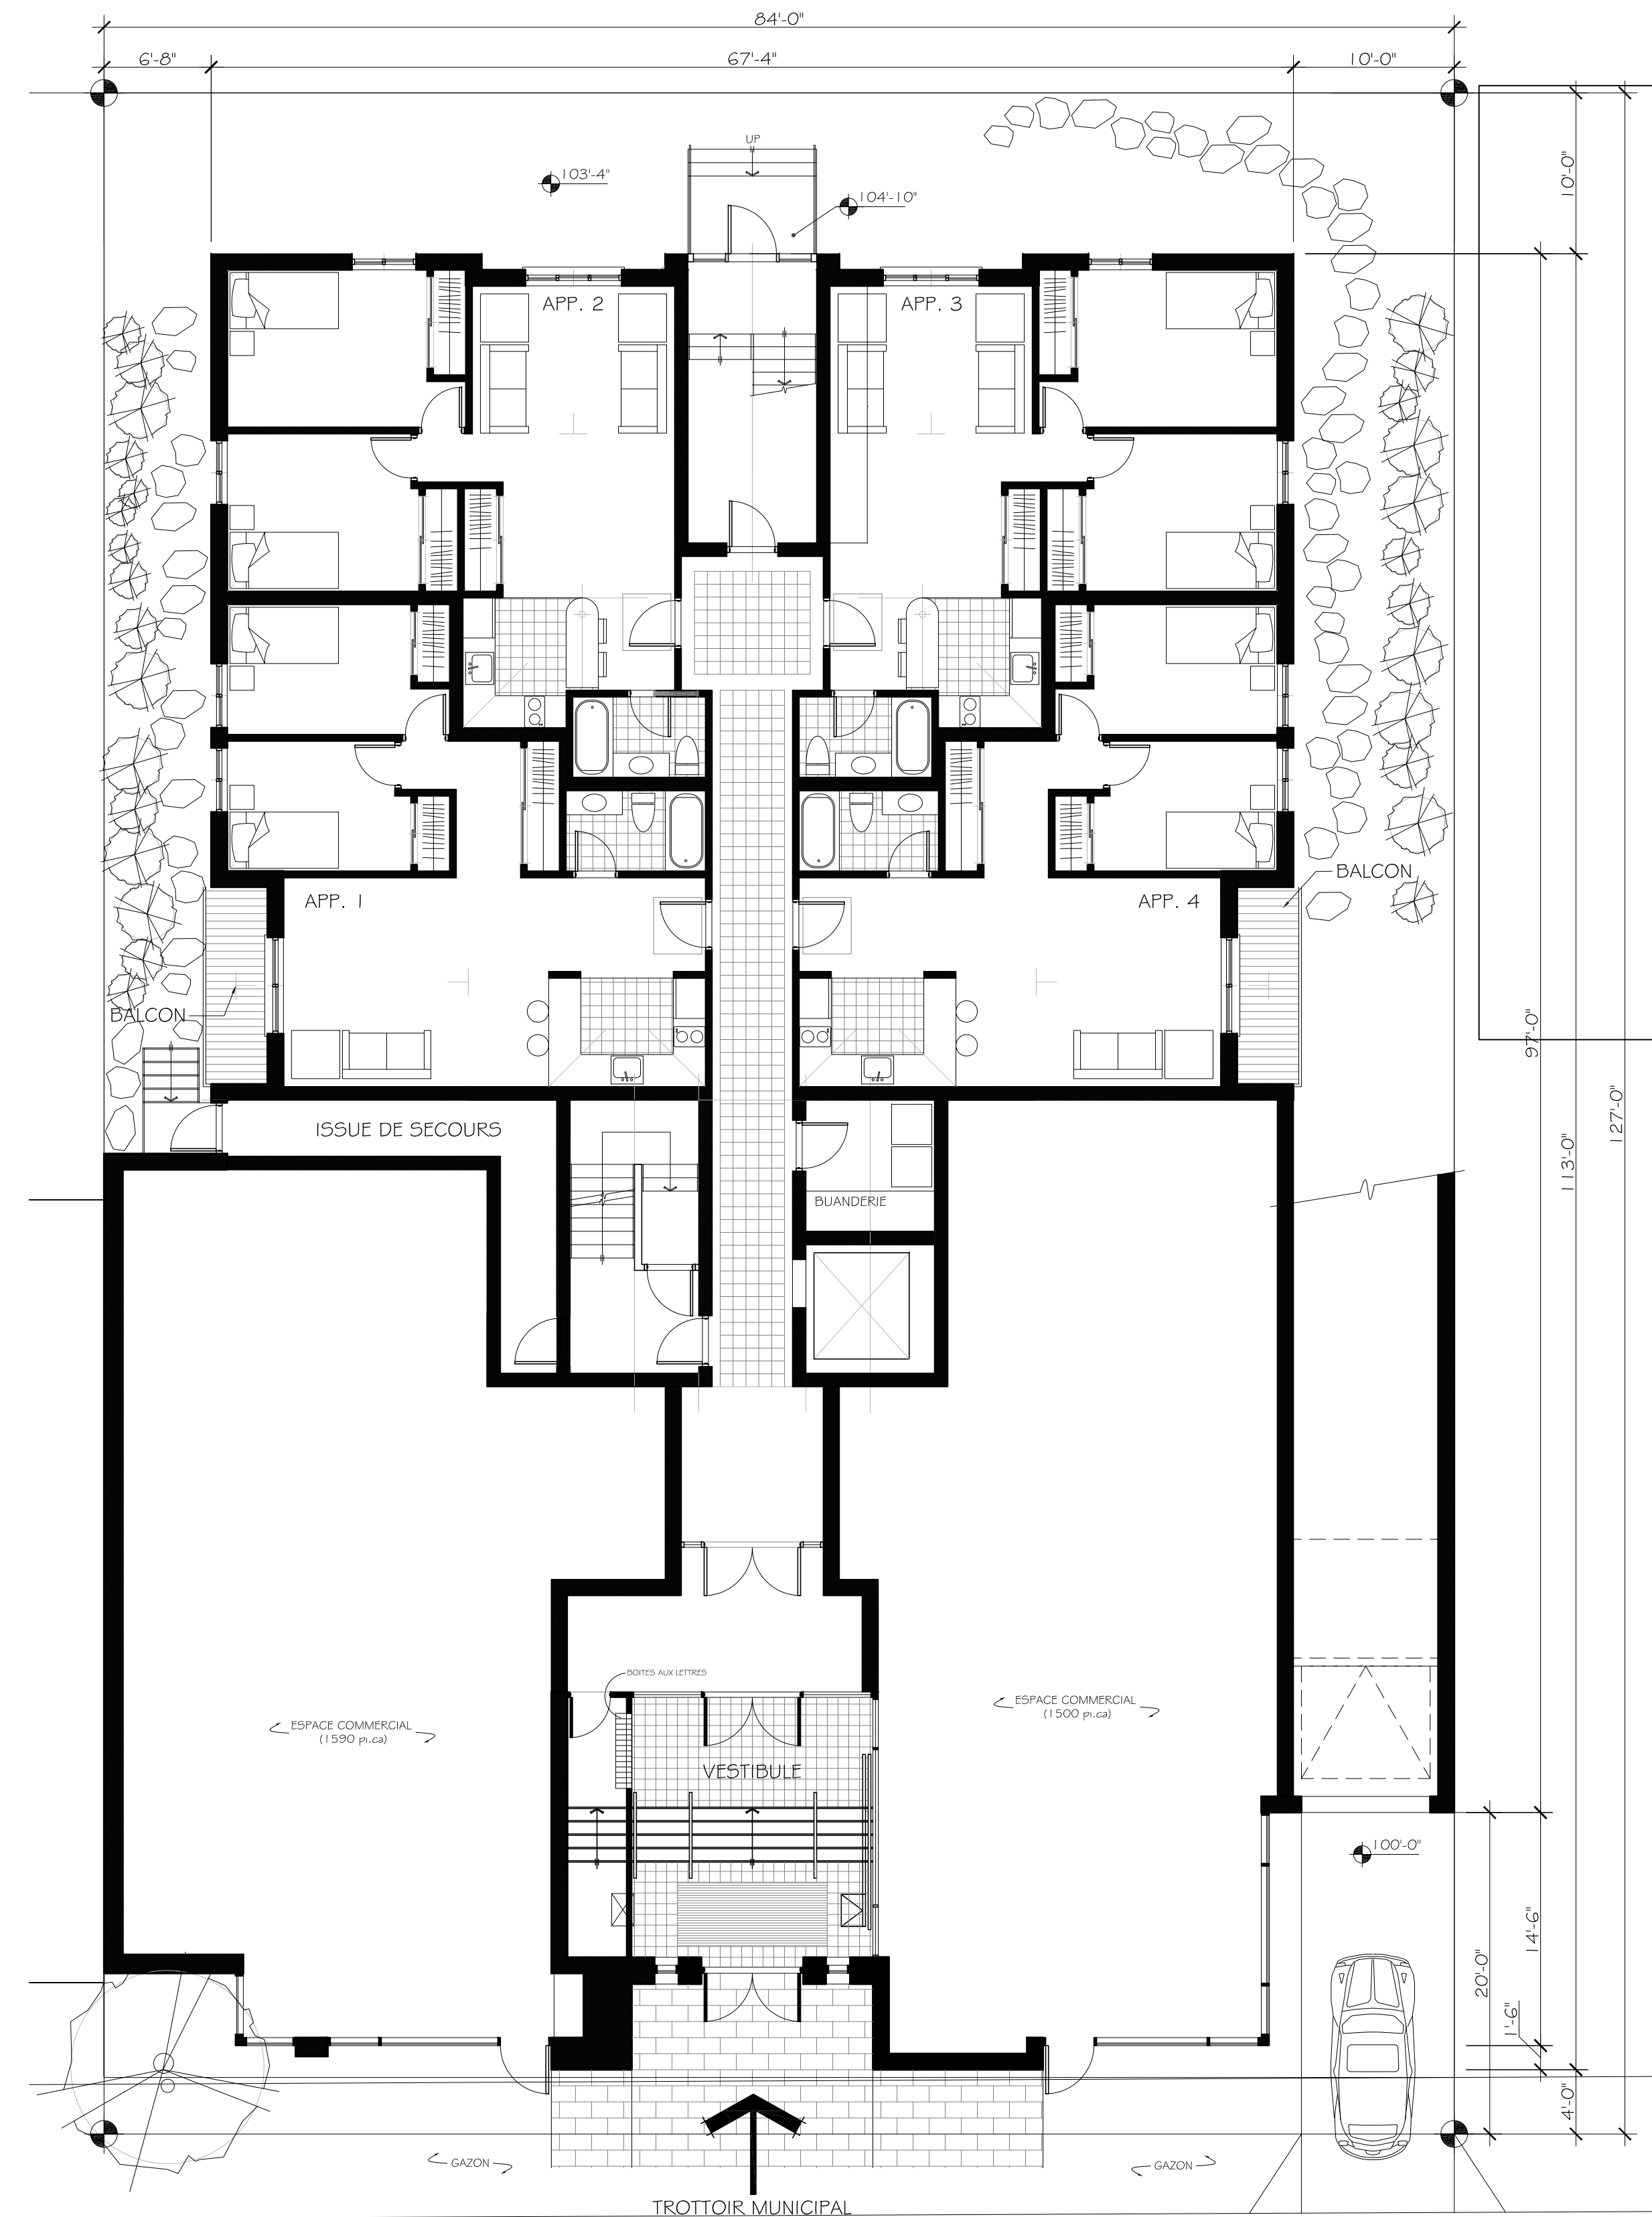 84'-0"
6'-8"
67'-4"
10'-0"
UP
103'-4"
104'-10"
10'-0"
APP. 2
APP. 3
BALCON
APP. 1
APP. 4
BALCON
97'-0"
127'-0"
113'-0"
ISSUE DE SECOURS
BUANDERIE
BOITES AUX LETTRES
ESPACE COMMERCIAL
(1500 pi.ca)
ESPACE COMMERCIAL
(1590 pi.ca)
VESTIBULE
100'-0"
14'-6"
20'-0"
1'-6"
4'-0"
GAZON
GAZON
TROTTOIR MUNICIPAL